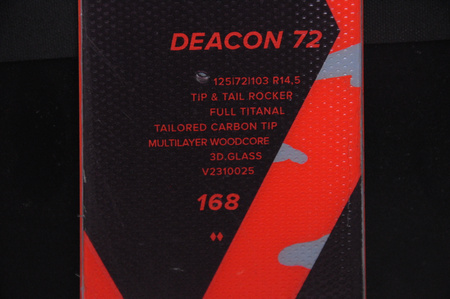 DEACON 72
125|72|103 R14,5
TIP & TAIL ROCKER
FULL TITANAL
TAILORED CARBON TIP
MULTILAYER WOODCORE
3D.GLASS
V2310025
168